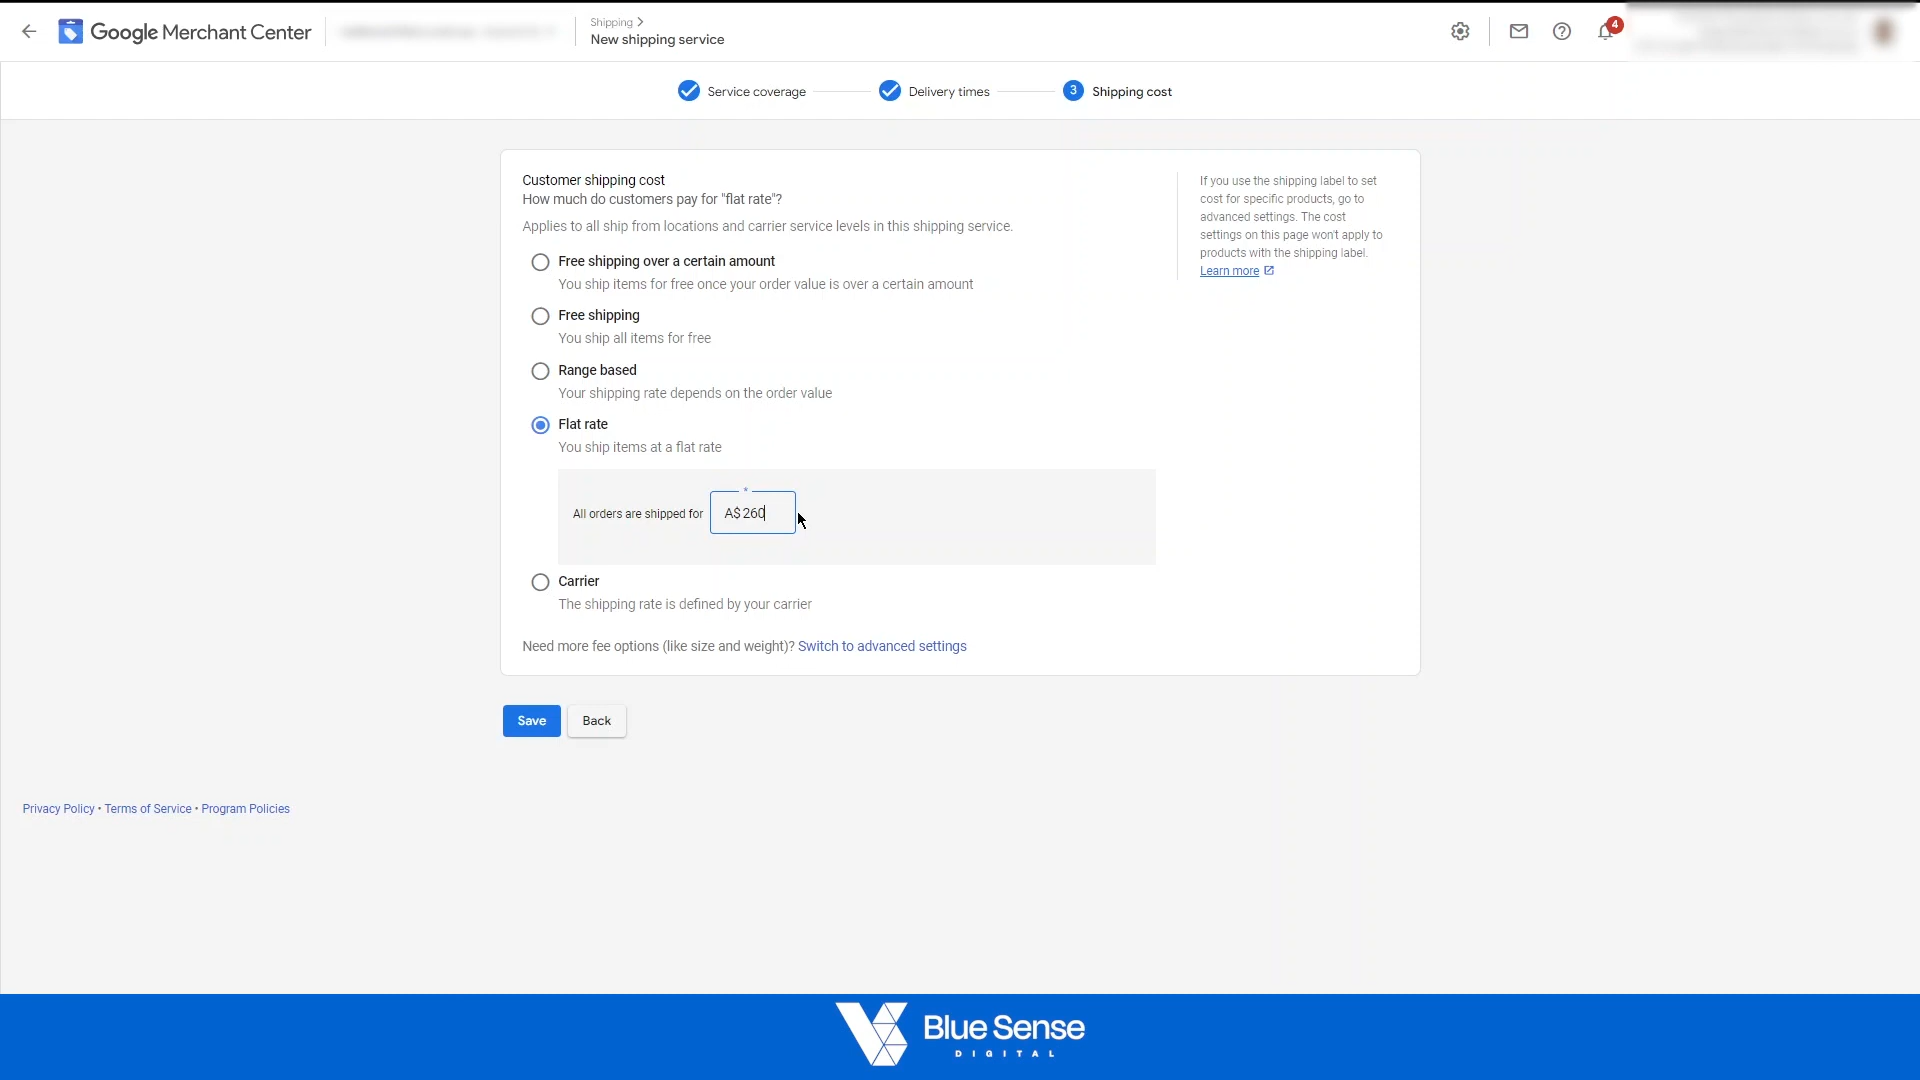 Google Merchant Center
Shipping
New shipping service
4
Service coverage
Delivery times
3 Shipping cost
Customer shipping cost
How much do customers pay for "flat rate"?
Applies to all ship from locations and carrier service levels in this shipping service.
Free shipping over a certain amount
You ship items for free once your order value is over a certain amount
Free shipping
You ship all items for free
Range based
Your shipping rate depends on the order value
Flat rate
You ship items at a flat rate
*
All orders are shipped for A$ 260
Carrier
The shipping rate is defined by your carrier
Need more fee options (like size and weight)? Switch to advanced settings
If you use the shipping label to set
cost for specific products, go to
advanced settings. The cost
settings on this page won't apply to
products with the shipping label.
Learn more
Save
Back
Privacy Policy • Terms of Service • Program Policies
Blue Sense
DIGITAL